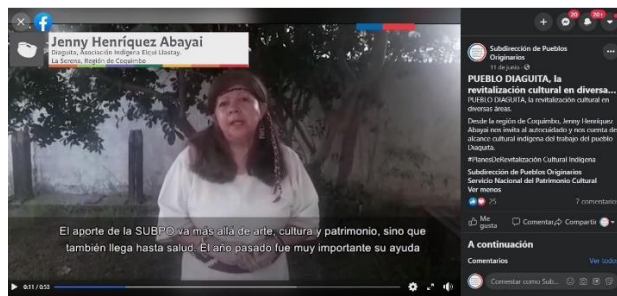 Jenny Henríquez Abayai
Diaguita, Asociación Indígena Elqui Llastay.
La Serena, Región de Coquimbo
El aporte de la SUBPO va más allá de arte, cultura y patrimonio, sino que
también llega hasta salud. El año pasado fue muy importante su ayuda
0:11 / 0:53
20
20+
Subdirección de Pueblos
Originarios
11 de junio
PUEBLO DIAGUITA, la
revitalización cultural en diversa...
PUEBLO DIAGUITA, la revitalización cultural en
diversas áreas.
Desde la región de Coquimbo, Jenny Henríquez
Abayai nos invita al autocuidado y nos cuenta del
alcance cultural indígena del trabajo del pueblo
Diaguita.
#PlanesDeRevitalización Cultural Indígena
Subdirección de Pueblos Originarios
Servicio Nacional del Patrimonio Cultural
Ver menos
25
7 comentarios
Me
gusta
Comentar
Compartir
A continuación
Comentarios
Ver todos
Comentar como Sub...